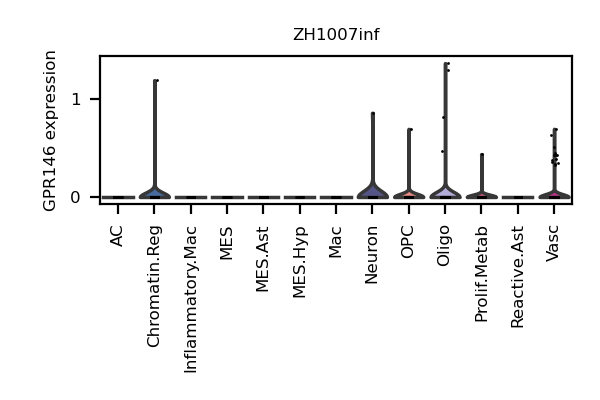 ZH1007inf
GPR146 expression
1
0
AC
Chromatin.Reg
Inflammatory.Mac
MES
MES.Ast
MES.Hyp
Mac
Neuron
OPC
Oligo
Prolif.Metab
Reactive.Ast
Vasc